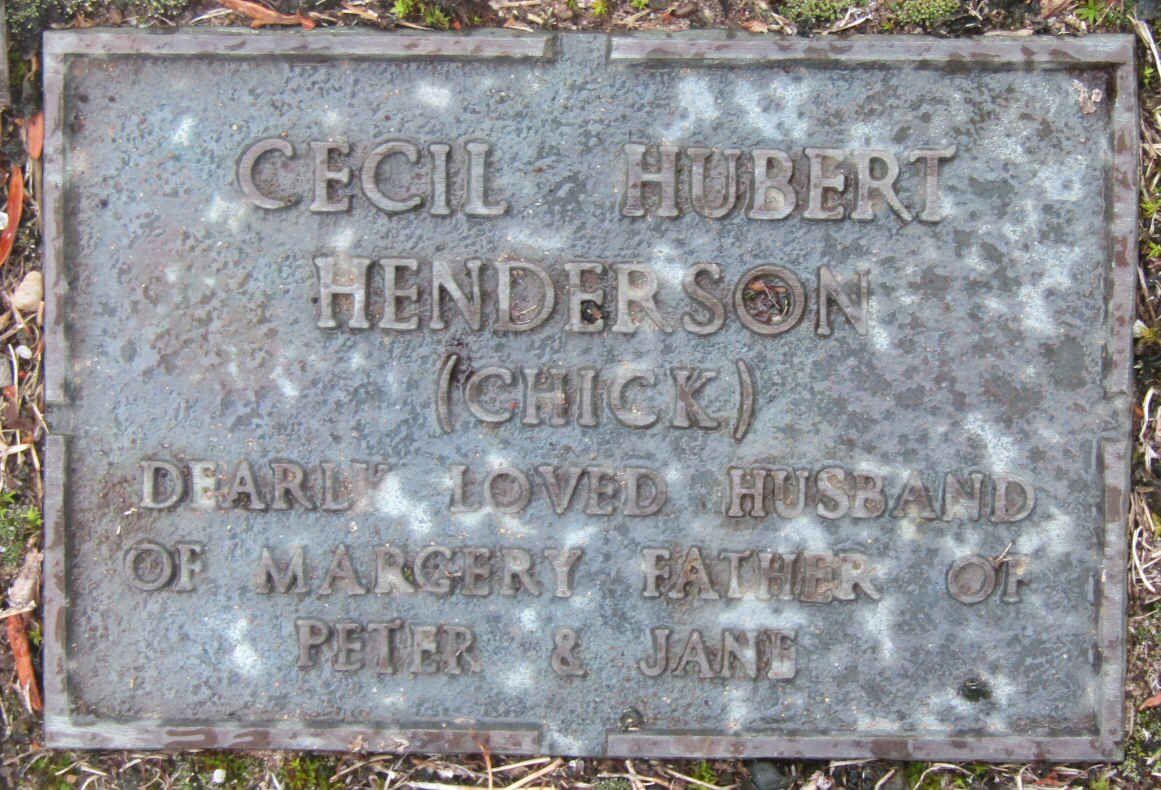 CECIL HUBERT
HENDERSON
(CHICK)
DEARLY LOVED HUSBAND
OF MARGERY FATHER OF
PETER & JANE